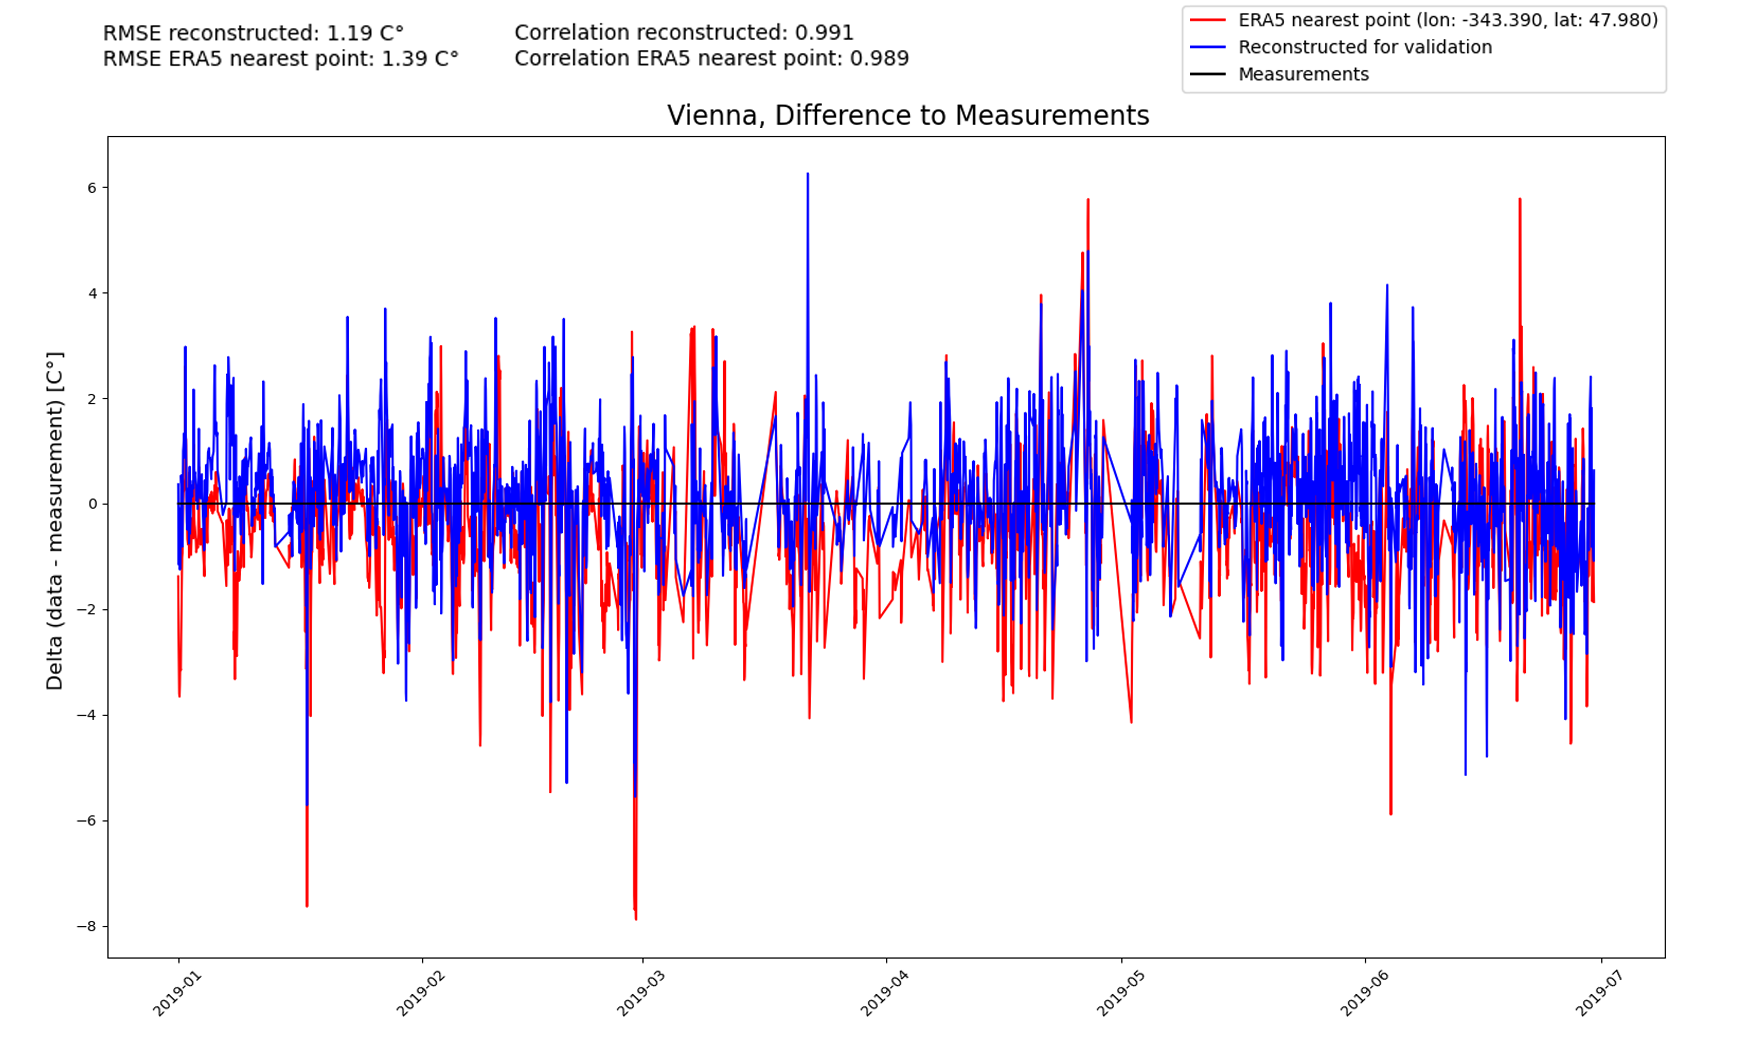 RMSE reconstructed: 1.19 C°
RMSE ERA5 nearest point: 1.39 C°
Correlation reconstructed: 0.991
Correlation ERA5 nearest point: 0.989
ERA5 nearest point (lon: -343.390, lat: 47.980)
Reconstructed for validation
Measurements
Vienna, Difference to Measurements
Delta (data - measurement) [C°]
6
4
2
0
−2
−4
−6
−8
2019-01
2019-02
2019-03
2019-04
2019-05
2019-06
2019-07